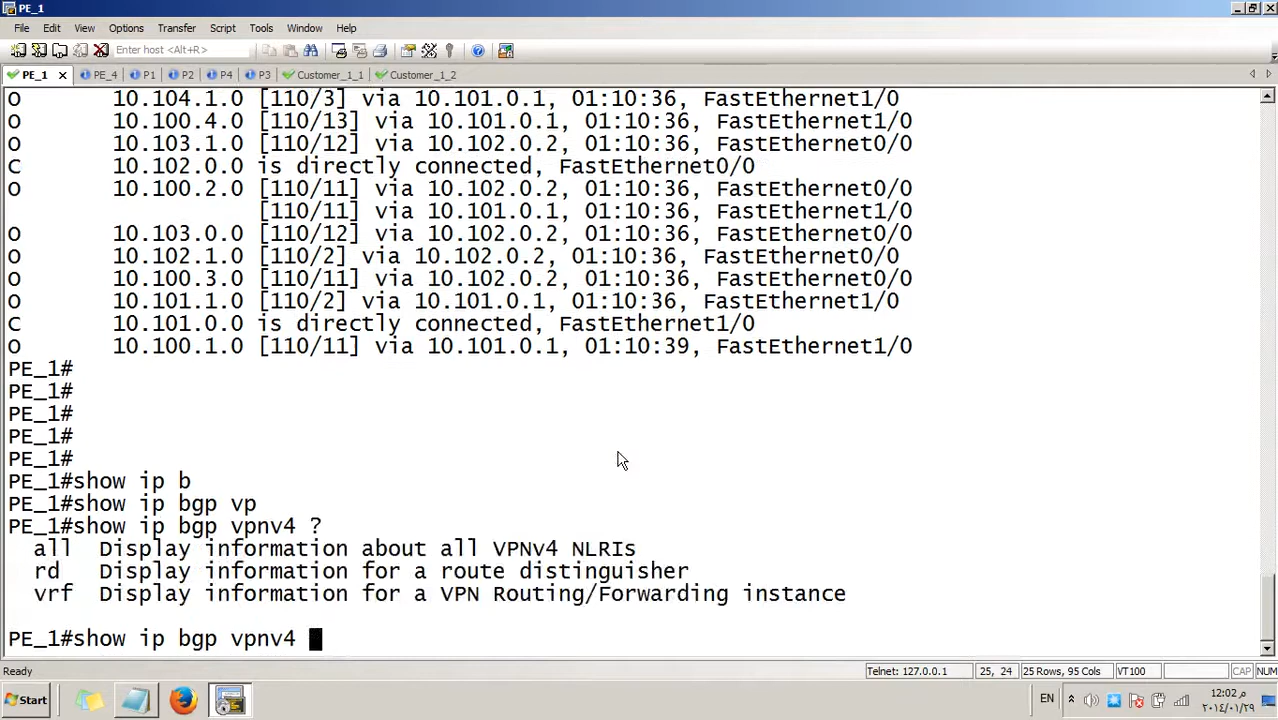 PE_1
File Edit View Options Transfer Script Tools Window Help
Enter host <Alt+R>
PE_1 PE_4 P1 P2 P4 P3 Customer_1_1 Customer_1_2
O 10.104.1.0 [110/3] via 10.101.0.1, 01:10:36, FastEthernet1/0
O 10.100.4.0 [110/13] via 10.101.0.1, 01:10:36, FastEthernet1/0
O 10.103.1.0 [110/12] via 10.102.0.2, 01:10:36, FastEthernet0/0
C 10.102.0.0 is directly connected, FastEthernet0/0
O 10.100.2.0 [110/11] via 10.102.0.2, 01:10:36, FastEthernet0/0
[110/11] via 10.101.0.1, 01:10:36, FastEthernet1/0
O 10.103.0.0 [110/12] via 10.102.0.2, 01:10:36, FastEthernet0/0
O 10.102.1.0 [110/2] via 10.102.0.2, 01:10:36, FastEthernet0/0
O 10.100.3.0 [110/11] via 10.102.0.2, 01:10:36, FastEthernet0/0
O 10.101.1.0 [110/2] via 10.101.0.1, 01:10:36, FastEthernet1/0
C 10.101.0.0 is directly connected, FastEthernet1/0
O 10.100.1.0 [110/11] via 10.101.0.1, 01:10:39, FastEthernet1/0
PE_1#
PE_1#
PE_1#
PE_1#
PE_1#
PE_1#show ip b
PE_1#show ip bgp vp
PE_1#show ip bgp vpnv4 ?
all Display information about all VPNv4 NLRIs
rd Display information for a route distinguisher
vrf Display information for a VPN Routing/Forwarding instance
PE_1#show ip bgp vpnv4
Ready Telnet: 127.0.0.1 25, 24 25 Rows, 95 Cols VT100 CAP NUM
Start EN 12:02 م
٢٠١٤/٠١/٢٩